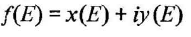 f(E) = x(E) + iy(E)